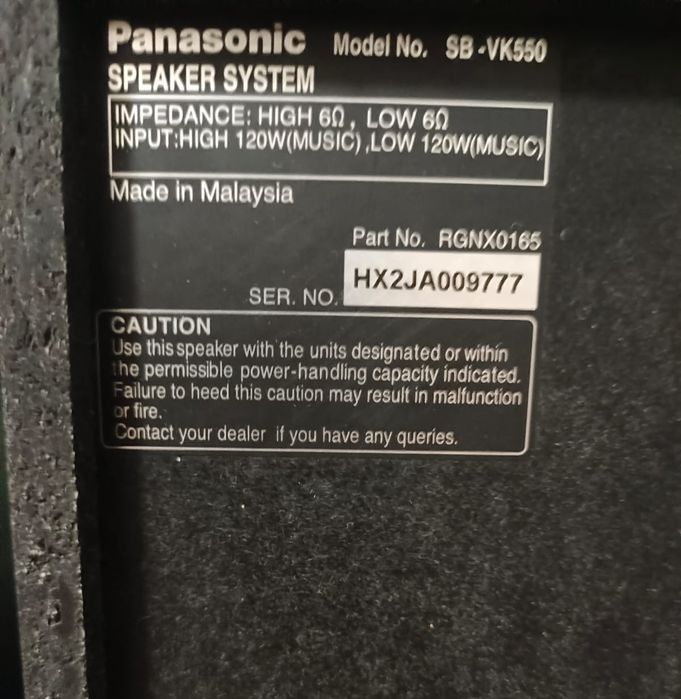 Panasonic Model No. SB-VK550
SPEAKER SYSTEM
IMPEDANCE: HIGH 6Ω, LOW 6Ω
INPUT:HIGH 120W(MUSIC),LOW 120W(MUSIC)
Made in Malaysia
Part No. RGNX0165
SER. NO. HX2JA009777
CAUTION
Use this speaker with the units designated or within
the permissible power-handling capacity indicated.
Failure to heed this caution may result in malfunction
or fire.
Contact your dealer if you have any queries.